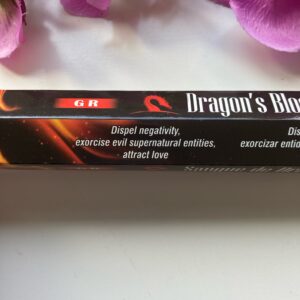 GR
Dragon's Blo
Dispel negativity,
exorcise evil supernatural entities,
attract love
Dis
exorcizar entid